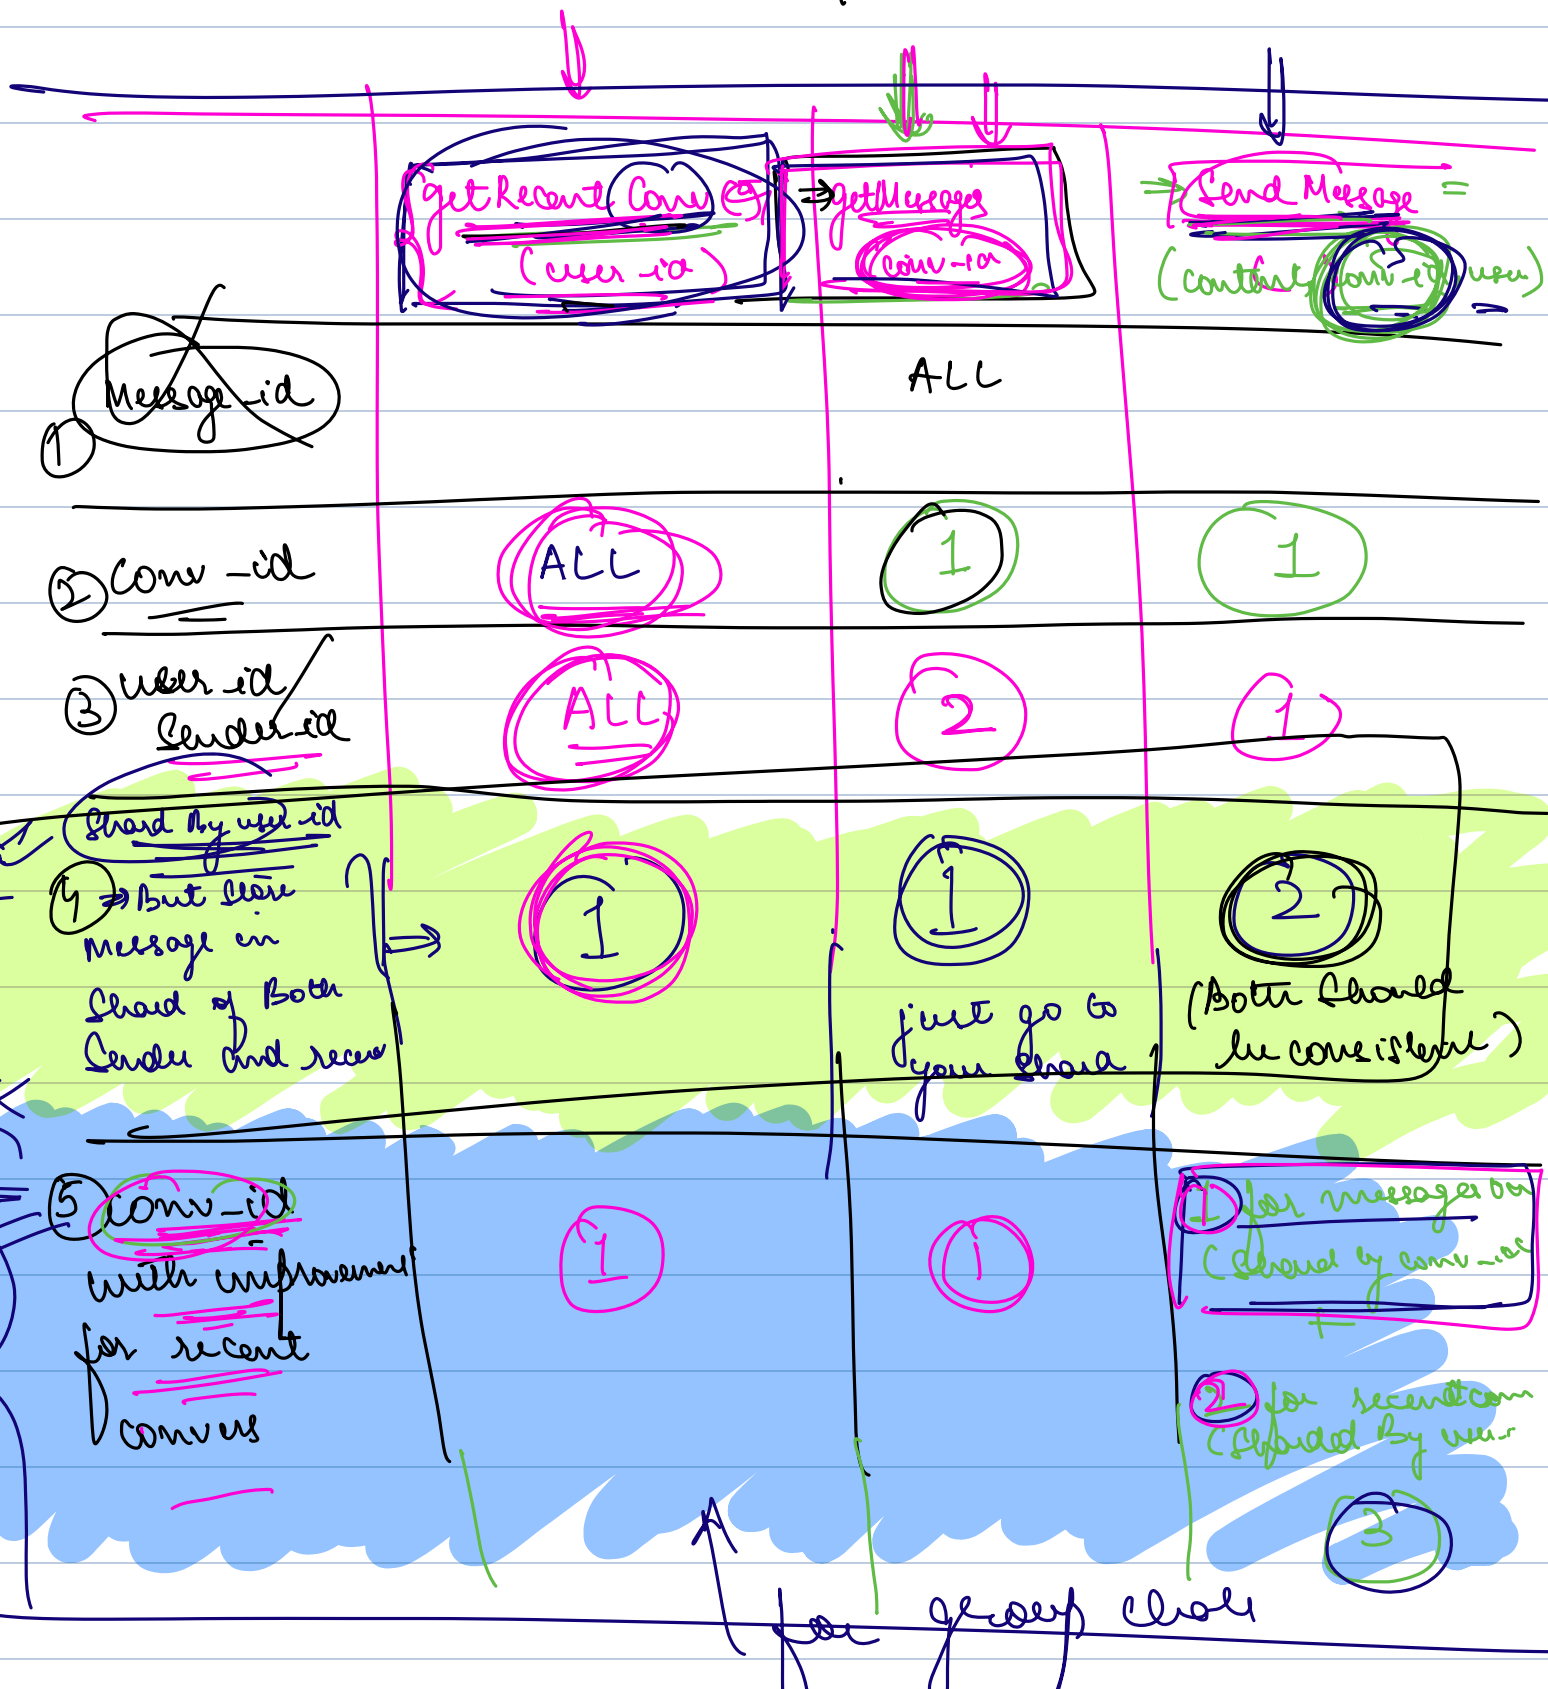 getRecent Conv () → getMessages Send Message =
(user-id) conv-id (content, conv-id, user)
① Message-id ALL
② Conv-id ALL 1 1
③ user-id ALL 2 1
Sender-id
Shard By user-id
④ ⇒ But Store 1 1 2
Message in
Shard of Both just go to (Both Should
Sender and recev your Shard be consistent)
⑤ conv-id 1 1 1 for messages
with improvement (Shard by conv-id
for recent +
convers 2 for recent conv
(Sharded By user-
3
for group chat